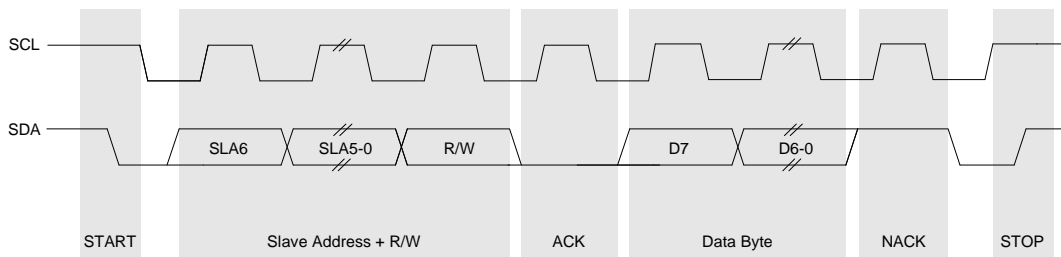 SCL
SDA
SLA6
SLA5-0
R/W
D7
D6-0
START
Slave Address + R/W
ACK
Data Byte
NACK
STOP